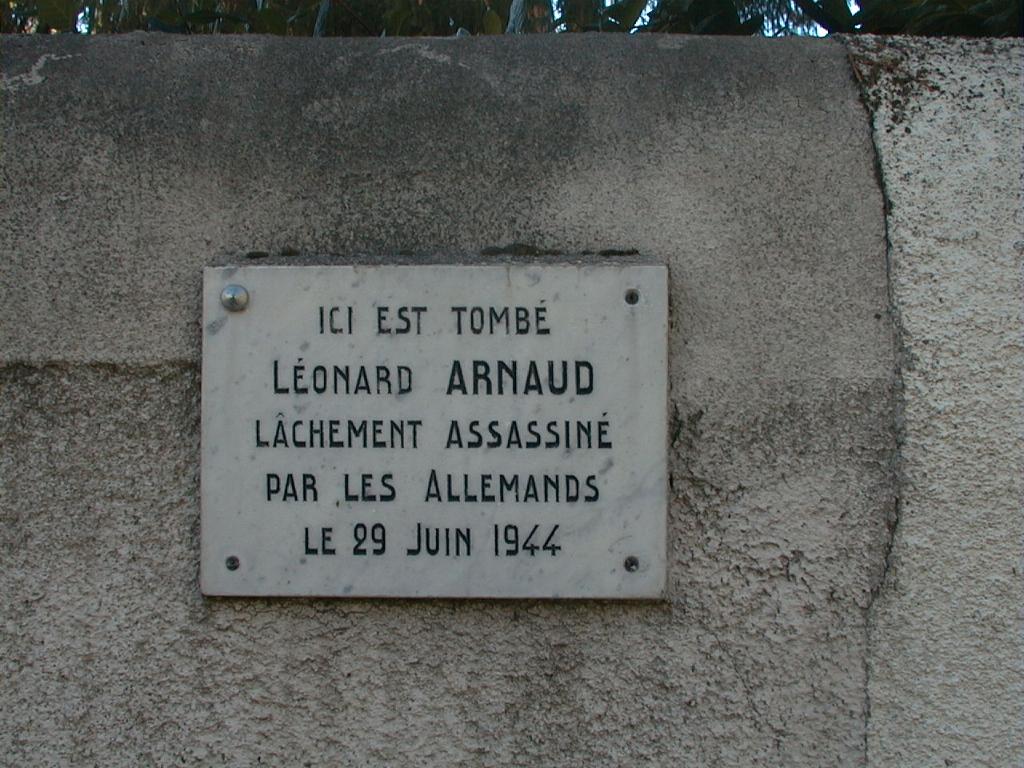 ICI EST TOMBÉ
LÉONARD ARNAUD
LÂCHEMENT ASSASSINÉ
PAR LES ALLEMANDS
LE 29 JUIN 1944